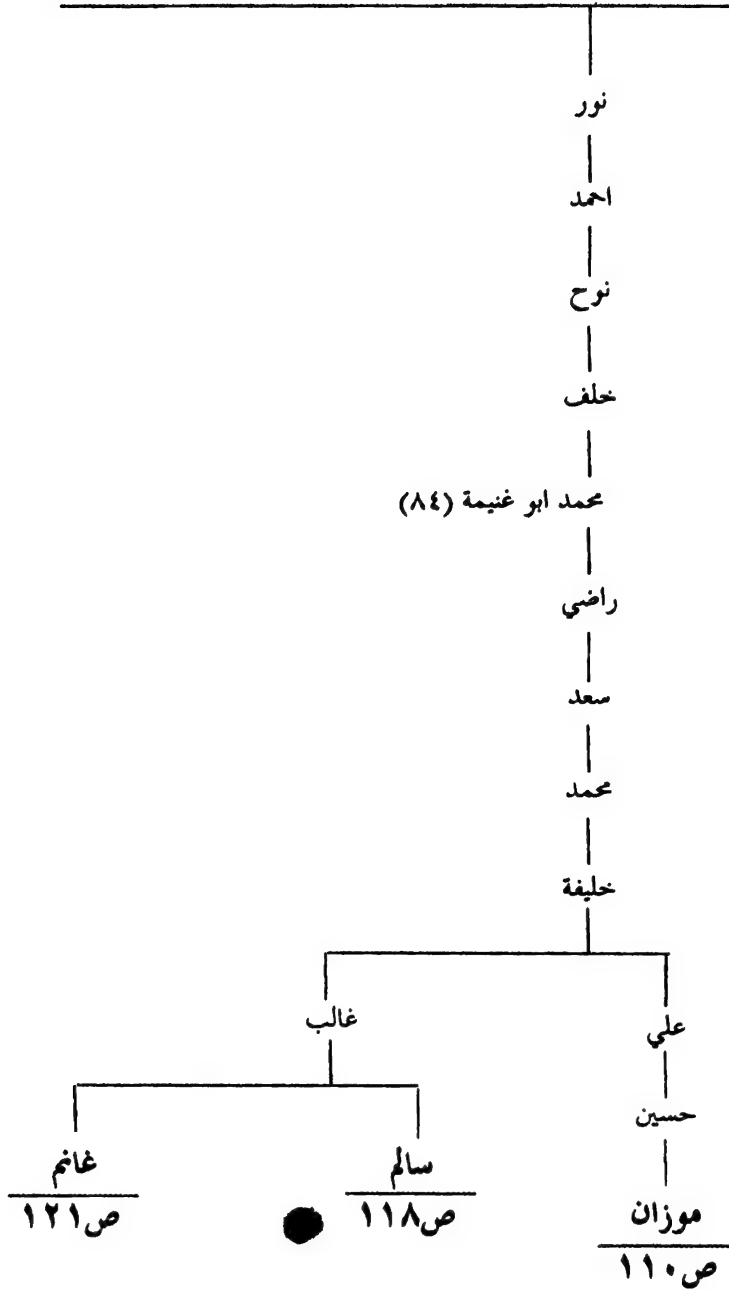 نور
احمد
نوح
خلف
محمد ابو غنيمة (٨٤)
راضي
سعد
محمد
خليفة
علي
غالب
حسين
سالم
غانم
موزان
ص١١٨
ص١٢١
ص١١٠